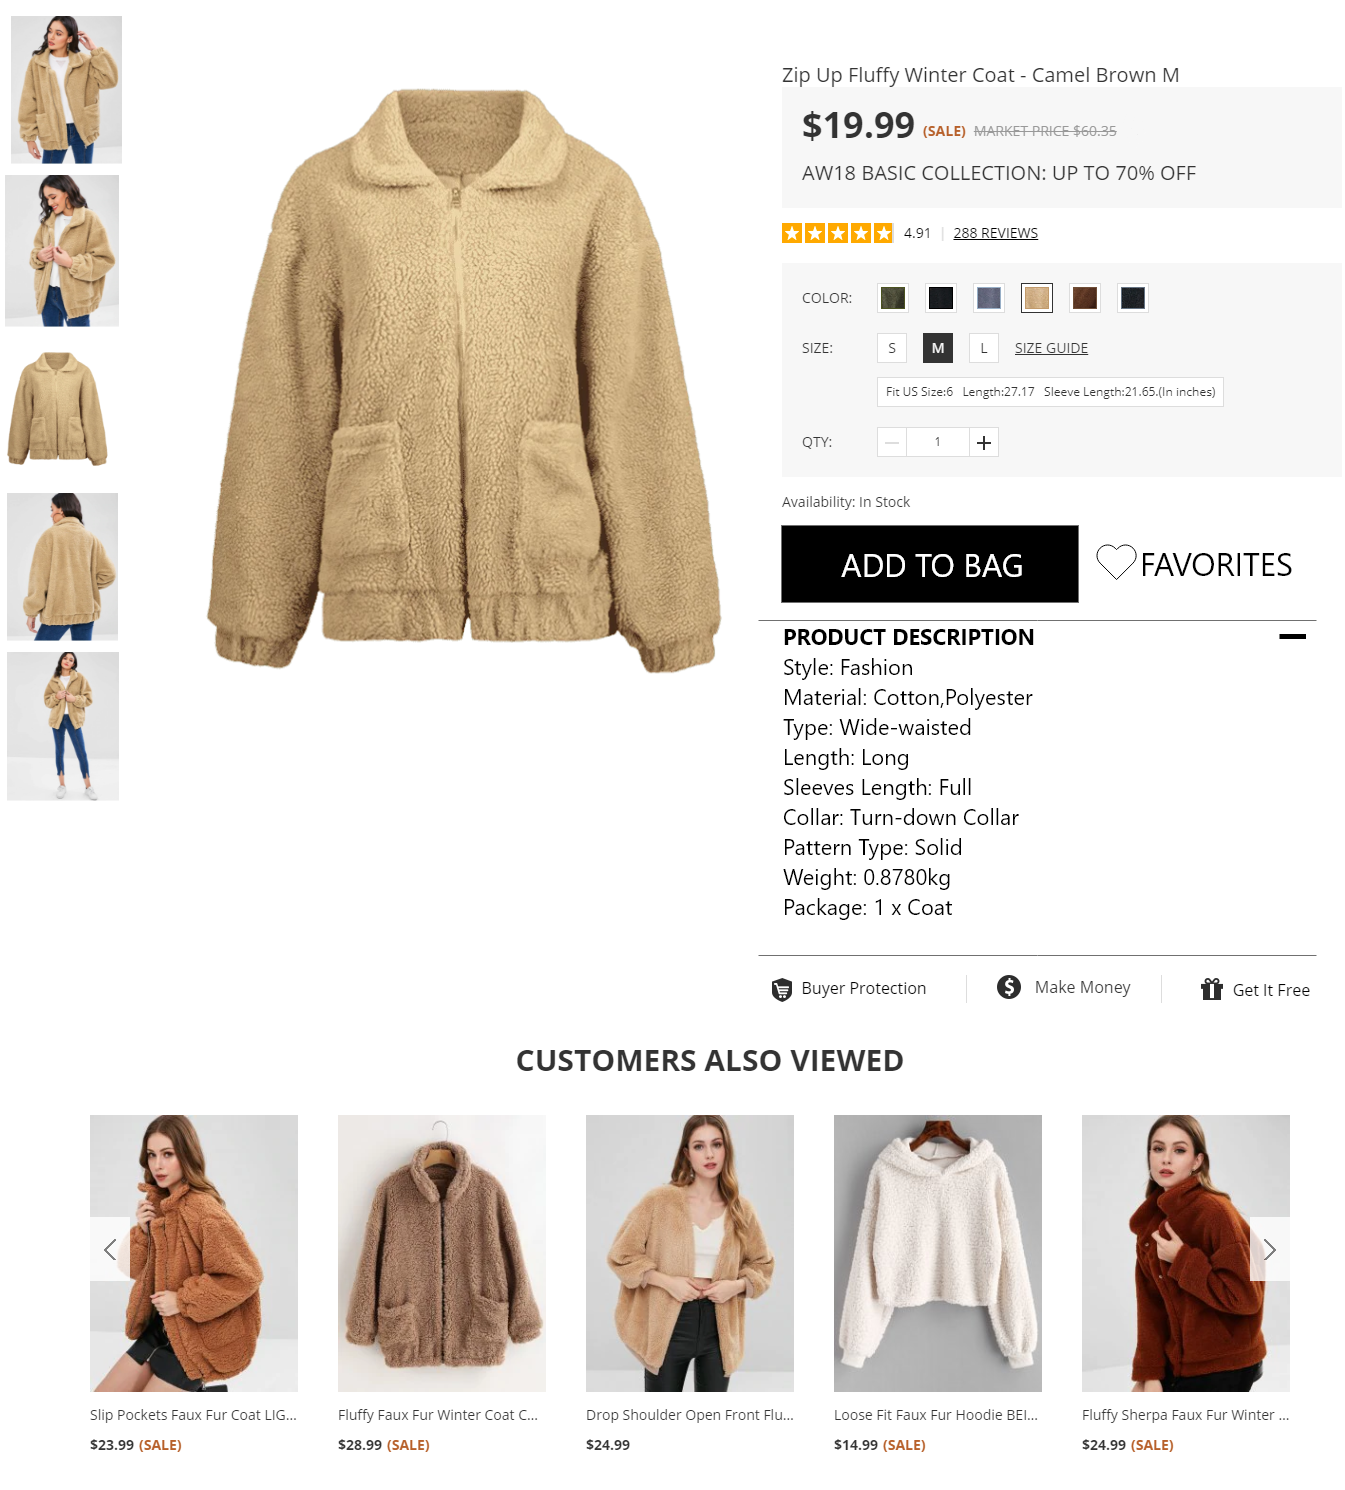 Zip Up Fluffy Winter Coat - Camel Brown M
$19.99 (SALE) MARKET PRICE $60.35
AW18 BASIC COLLECTION: UP TO 70% OFF
4.91 | 288 REVIEWS
COLOR:
SIZE: S M L SIZE GUIDE
Fit US Size:6 Length:27.17 Sleeve Length:21.65.(In inches)
QTY: 1
Availability: In Stock
ADD TO BAG FAVORITES
PRODUCT DESCRIPTION
Style: Fashion
Material: Cotton,Polyester
Type: Wide-waisted
Length: Long
Sleeves Length: Full
Collar: Turn-down Collar
Pattern Type: Solid
Weight: 0.8780kg
Package: 1 x Coat
Buyer Protection
Make Money
Get It Free
CUSTOMERS ALSO VIEWED
Slip Pockets Faux Fur Coat LIG...
$23.99 (SALE)
Fluffy Faux Fur Winter Coat C...
$28.99 (SALE)
Drop Shoulder Open Front Flu...
$24.99
Loose Fit Faux Fur Hoodie BEI...
$14.99 (SALE)
Fluffy Sherpa Faux Fur Winter ...
$24.99 (SALE)